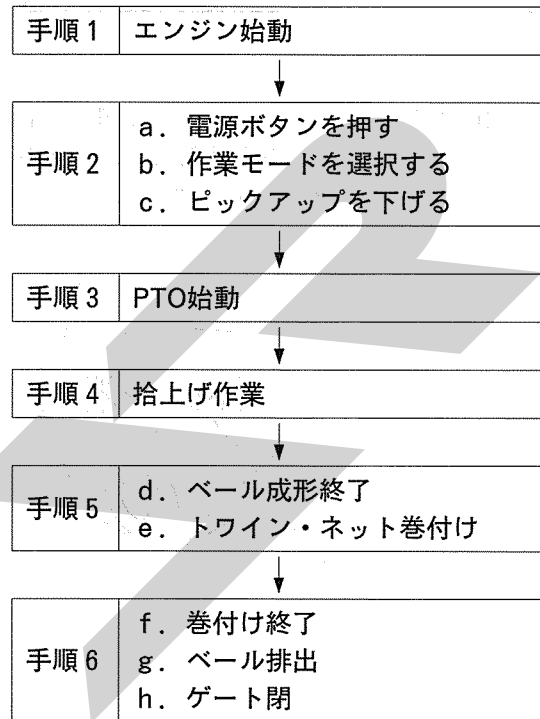 手順1 エンジン始動
a．電源ボタンを押す
手順2 b．作業モードを選択する
c．ピックアップを下げる
手順3 PTO始動
手順4 拾上げ作業
手順5 d．ベール成形終了
e．トワイン・ネット巻付け
f．巻付け終了
手順6 g．ベール排出
h．ゲート閉